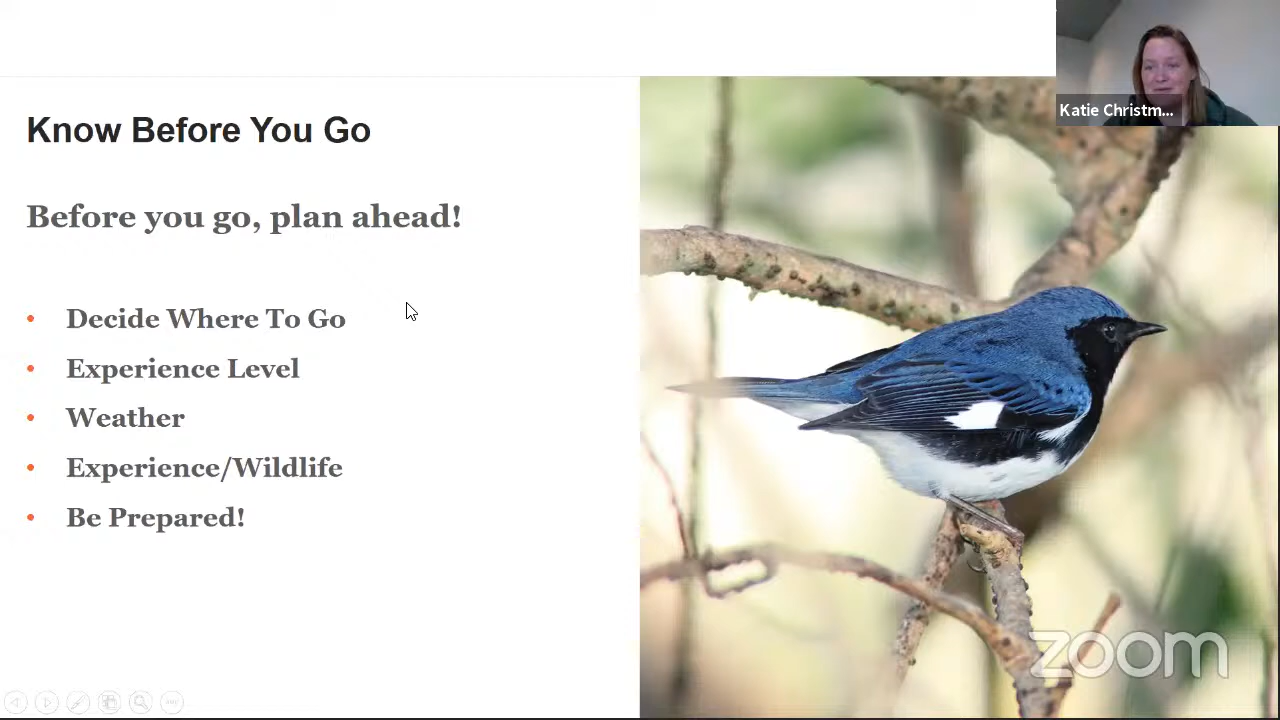 Know Before You Go
Before you go, plan ahead!
• Decide Where To Go
• Experience Level
• Weather
• Experience/Wildlife
• Be Prepared!
Katie Christm...
zoom